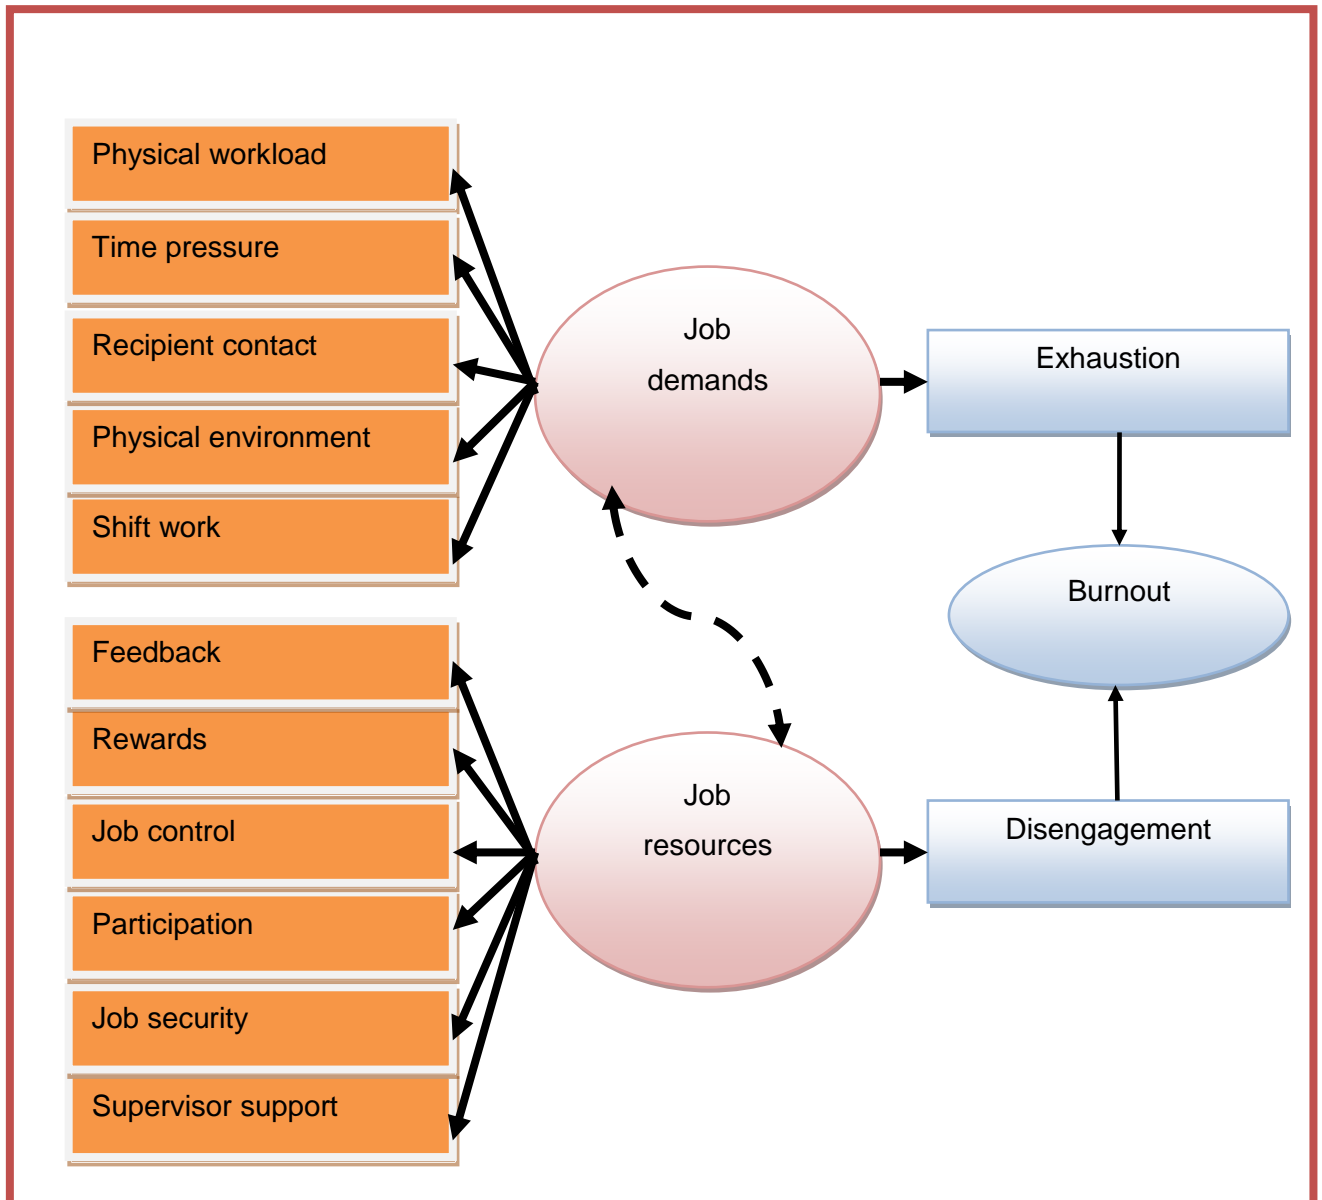 Physical workload
Time pressure
Recipient contact
Physical environment
Shift work
Feedback
Rewards
Job control
Participation
Job security
Supervisor support
Job
demands
Job
resources
Exhaustion
Burnout
Disengagement